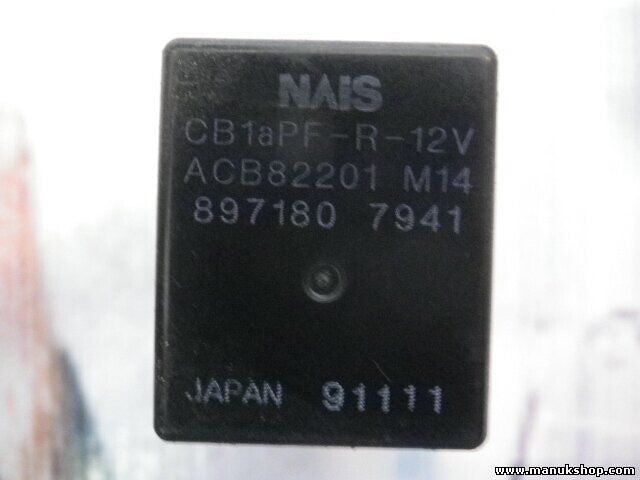 NAIS
CB1aPF-R-12V
ACB82201 M14
897180 7941
JAPAN 91111
www.manukshop.com